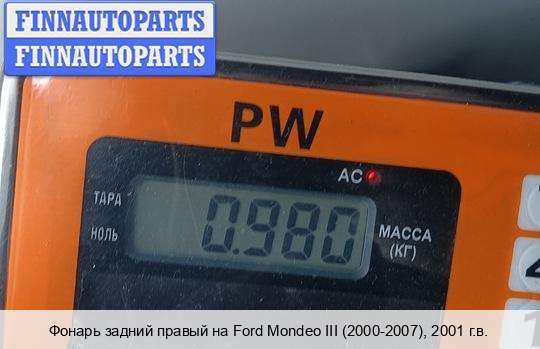 FINNAUTOPARTS
FINNAUTOPARTS
PW
AC
ТАРА
НОЛЬ
0.980
МАССА
(КГ)
4
Фонарь задний правый на Ford Mondeo III (2000-2007), 2001 г.в.